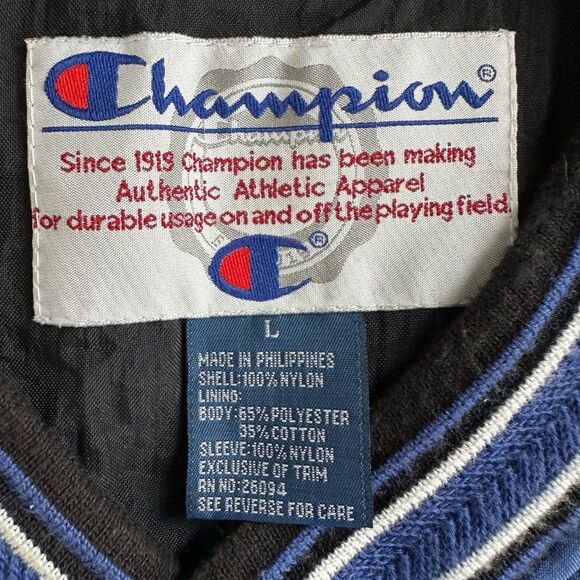 Champion®
Champion
Since 1919 Champion has been making
Authentic Athletic Apparel
for durable usage on and off the playing field.
®
L
MADE IN PHILIPPINES
SHELL:100% NYLON
LINING:
BODY:65% POLYESTER
35% COTTON
SLEEVE:100% NYLON
EXCLUSIVE OF TRIM
RN NO:26094
SEE REVERSE FOR CARE